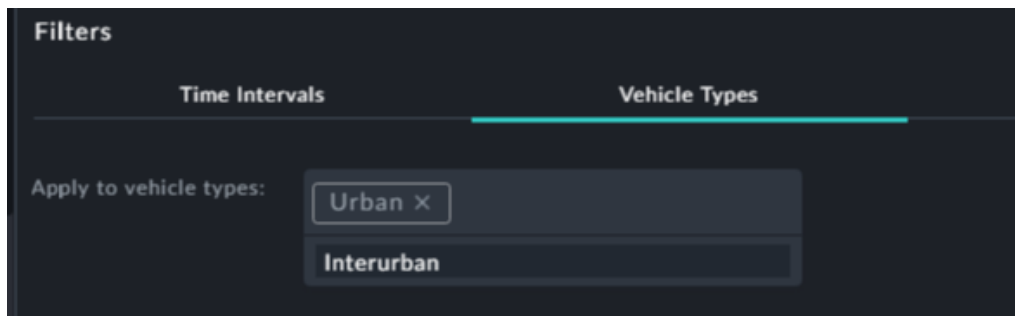 Filters
Time Intervals Vehicle Types
Apply to vehicle types: Urban ×
Interurban